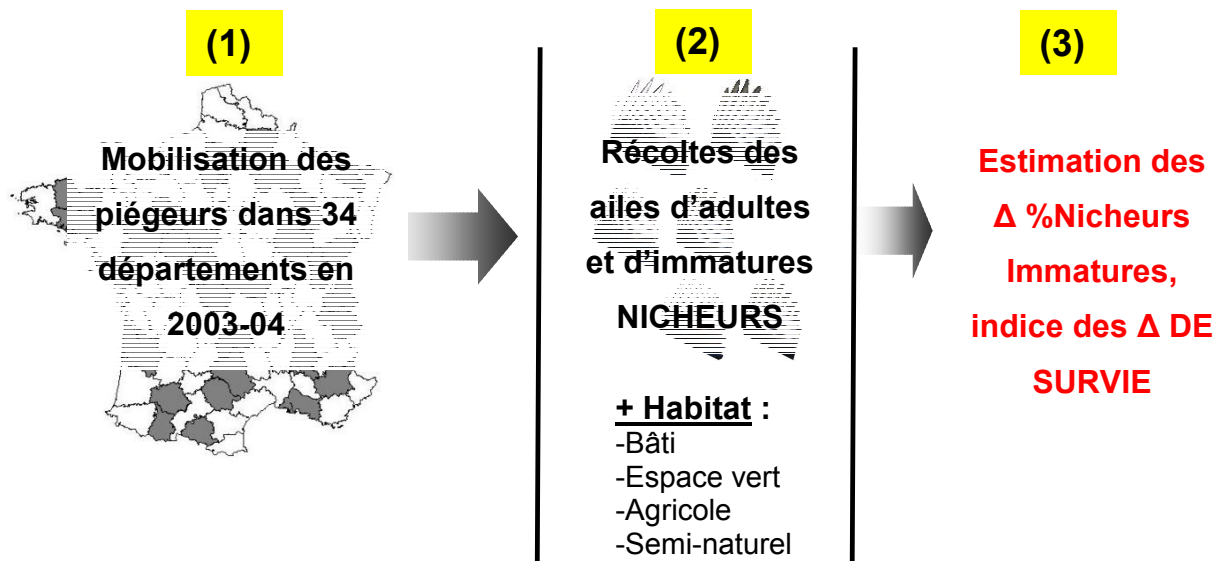 (1)
Mobilisation des
piégeurs dans 34
départements en
2003-04
(2)
Récoltes des
ailes d’adultes
et d’immatures
NICHEURS
+ Habitat :
-Bâti
-Espace vert
-Agricole
-Semi-naturel
(3)
Estimation des
Δ %Nicheurs
Immatures,
indice des Δ DE
SURVIE